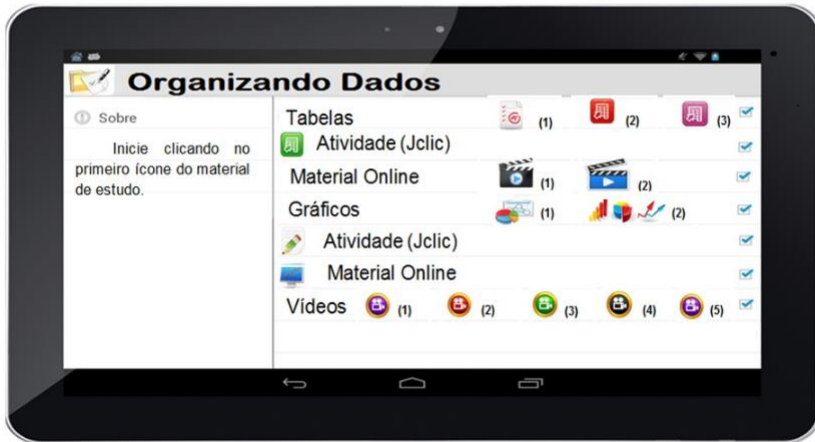 Organizando Dados
Sobre
Inicie clicando no
primeiro ícone do material
de estudo.
Tabelas (1) (2) (3)
Atividade (Jclic)
Material Online (1) (2)
Gráficos (1) (2)
Atividade (Jclic)
Material Online
Vídeos (1) (2) (3) (4) (5)